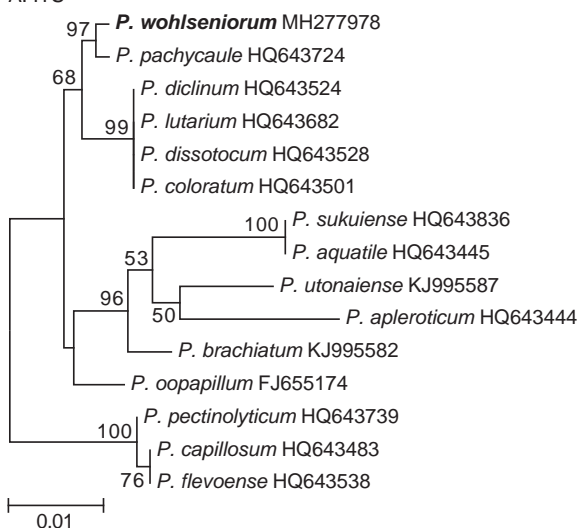 97
P. wohlseniorum MH277978
P. pachycaule HQ643724
68
P. diclinum HQ643524
99
P. lutarium HQ643682
P. dissotocum HQ643528
P. coloratum HQ643501
100
P. sukuiense HQ643836
P. aquatile HQ643445
53
P. utonaiense KJ995587
50
P. apleroticum HQ643444
96
P. brachiatum KJ995582
P. oopapillum FJ655174
P. pectinolyticum HQ643739
100
P. capillosum HQ643483
76
P. flevoense HQ643538
0.01